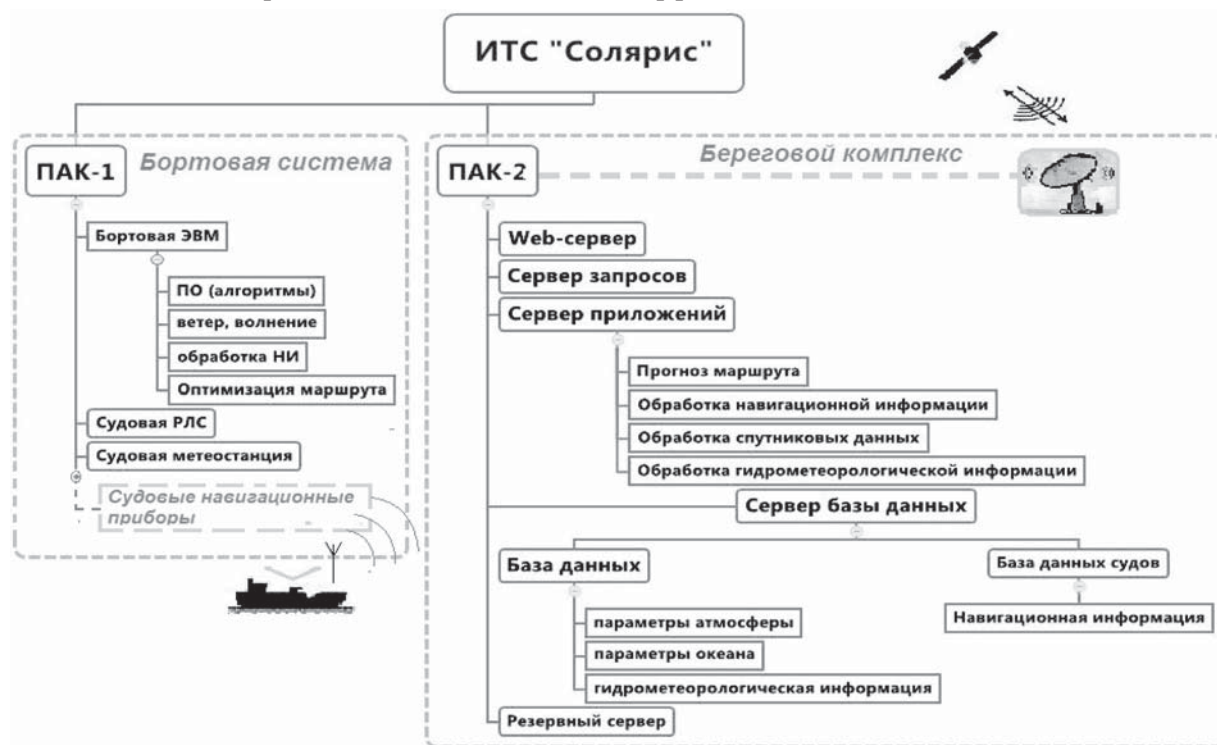 ИТС "Солярис"
ПАК-1
Бортовая система
Бортовая ЭВМ
ПО (алгоритмы)
ветер, волнение
обработка НИ
Оптимизация маршрута
Судовая РЛС
Судовая метеостанция
Судовые навигационные
приборы
ПАК-2
Береговой комплекс
Web-сервер
Сервер запросов
Сервер приложений
Прогноз маршрута
Обработка навигационной информации
Обработка спутниковых данных
Обработка гидрометеорологической информации
Сервер базы данных
База данных
параметры атмосферы
параметры океана
гидрометеорологическая информация
База данных судов
Навигационная информация
Резервный сервер